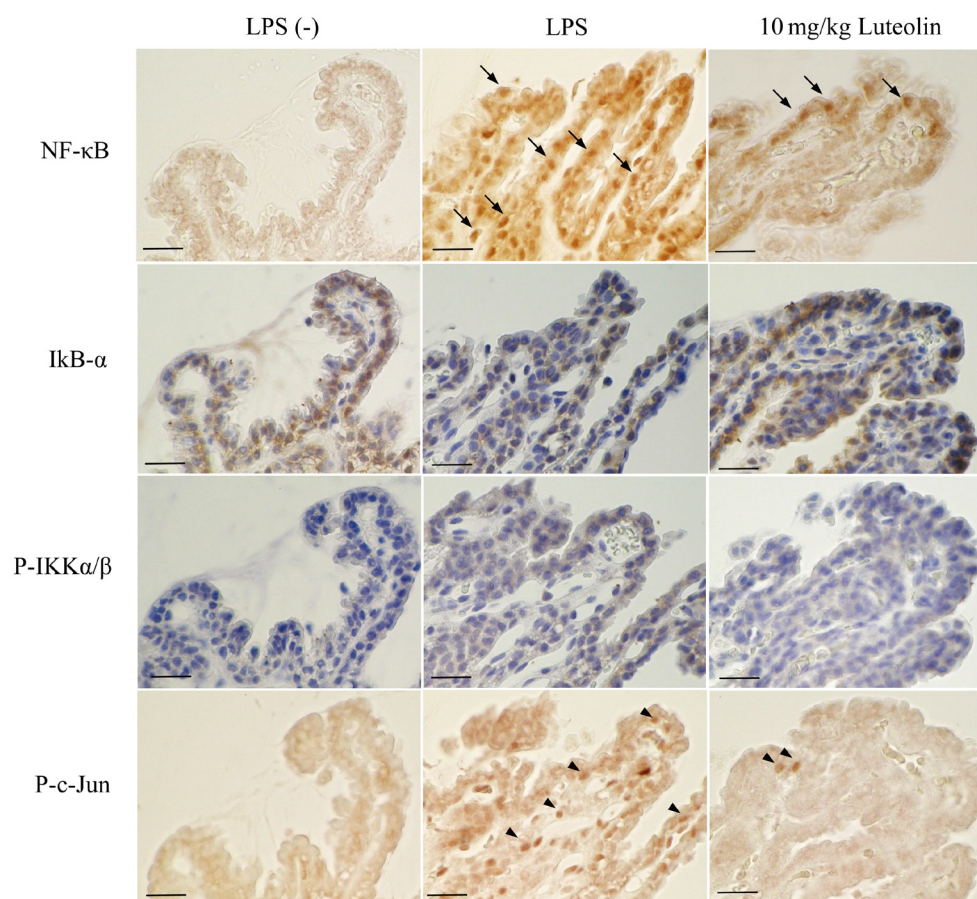 LPS (-) LPS 10 mg/kg Luteolin
NF-κB
IkB-α
P-IKKα/β
P-c-Jun